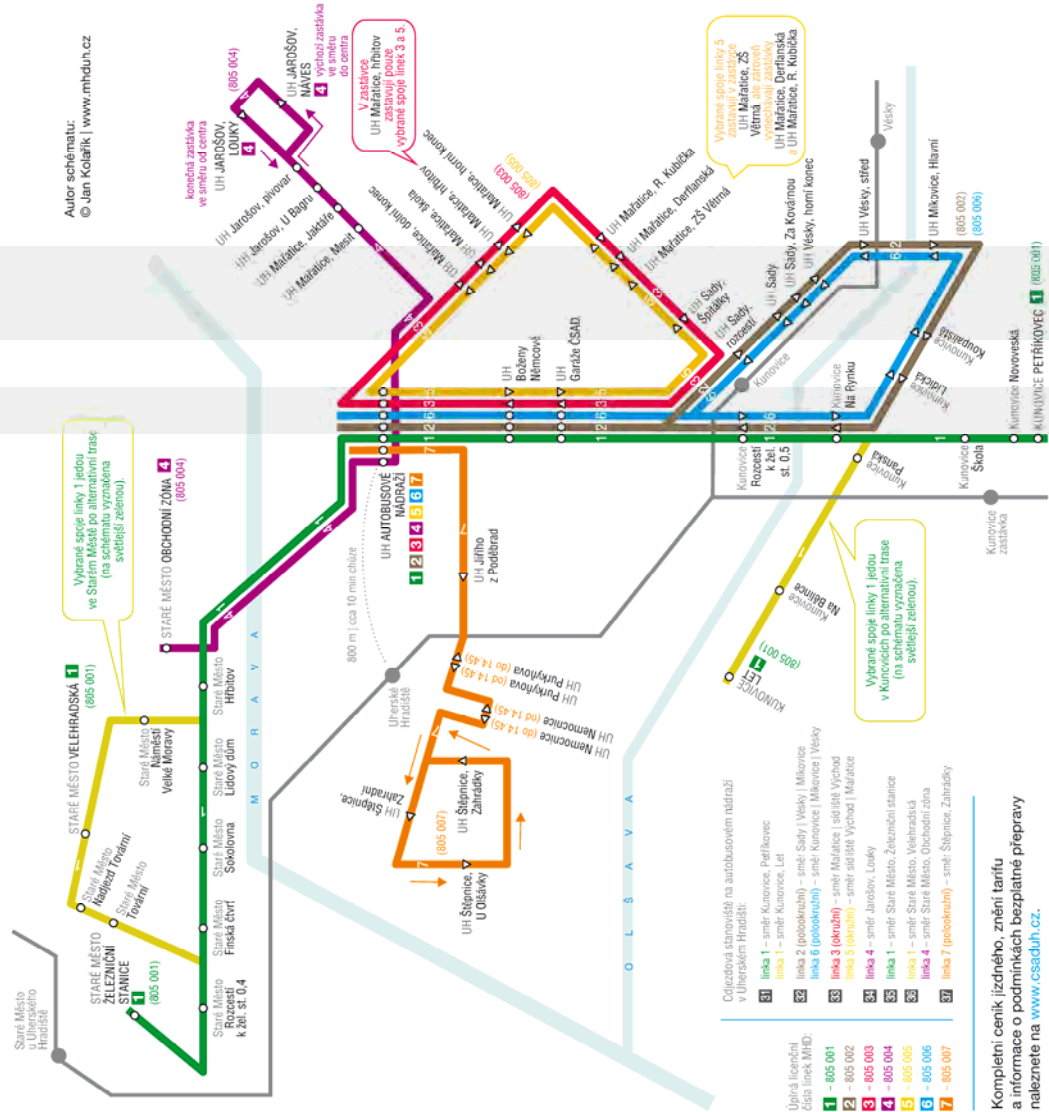 Autor schématu:
© Jan Kolařík | www.mhduh.cz
Staré Město
u Uherského
Hradiště
STARÉ MĚSTO
ŽELEZNIČNÍ
STANICE
1
(805 001)
Staré Město
Tovární
Staré Město
Nadjezd Tovární
STARÉ MĚSTO VELEHRADSKÁ 1
(805 001)
Staré Město
Náměstí
Velké Moravy
Vybrané spoje linky 1 jedou
ve Starém Městě po alternativní trase
(na schématu vyznačena
světlejší zelenou).
STARÉ MĚSTO OBCHODNÍ ZÓNA 4
(805 004)
Staré Město
Rozcestí
k žel. st. 0,4
Staré Město
Finská čtvrť
Staré Město
Sokolovna
Staré Město
Lidový dům
Staré Město
Hřbitov
MORAVA
konečná zastávka
ve směru od centra
UH JAROŠOV,
LOUKY
4
(805 004)
UH JAROŠOV,
NÁVES
4 výchozí zastávka
ve směru
do centra
UH Jarošov, pivovar
UH Jarošov, U Bagru
UH Mařatice, Jaktáře
UH Mařatice, Mesit
V zastávce
UH Mařatice, hřbitov
zastavují pouze
vybrané spoje linek 3 a 5.
UH Mařatice, dolní konec
UH Mařatice, škola
UH Mařatice, hřbitov
UH Mařatice, horní konec
(805 003)
(805 005)
UH Mařatice, R. Kubíčka
UH Mařatice, Derflanská
UH Mařatice, ZŠ Větrná
Vybrané spoje linky 5
zastavují v zastávce
UH Mařatice, ZŠ
Větrná, ale zároveň
vynechávají zastávky
UH Mařatice, Derflanská
a UH Mařatice, R. Kubíčka
UH AUTOBUSOVÉ
NÁDRAŽÍ
1 2 3 4 5 6 7
800 m | cca 10 min chůze
Uherské
Hradiště
UH
Boženy
Němcové
UH
Garáže ČSAD
UH Sady,
Špitálky
UH Sady,
rozcestí
UH Sady
UH Sady, Za Kovárnou
UH Vésky, horní konec
UH Vésky, střed
Vésky
UH Míkovice, Hlavní
(805 002)
(805 006)
Kunovice
Kunovice
Rozcestí
k žel.
st. 0,5
Kunovice
Na Rynku
Kunovice
Lidická
Kunovice
Koupaliště
Kunovice
Panská
Kunovice
Škola
Kunovice Novoveská
KUNOVICE PETŘÍKOVEC 1 (805 001)
Kunovice
zastávka
Kunovice
Na Bělince
KUNOVICE
LET
1
(805 001)
Vybrané spoje linky 1 jedou
v Kunovicích po alternativní trase
(na schématu vyznačena
světlejší zelenou).
UH Jiřího
z Poděbrad
UH Purkyňova (od 14.45)
UH Purkyňova (do 14.45)
UH Nemocnice (od 14.45)
UH Nemocnice (do 14.45)
UH Štěpnice,
Zahradní
UH Štěpnice,
Zahrádky
UH Štěpnice,
U Olšávky
(805 007)
OLŠAVA
Odjezdová stanoviště na autobusovém nádraží
v Uherském Hradišti:
31 linka 1 – směr Kunovice, Petříkovec
linka 1 – směr Kunovice, Let
32 linka 2 (polookružní) – směr Sady | Vésky | Míkovice
linka 6 (polookružní) – směr Kunovice | Míkovice | Vésky
33 linka 3 (okružní) – směr Mařatice | sídliště Východ
linka 5 (okružní) – směr sídliště Východ | Mařatice
34 linka 4 – směr Jarošov, Louky
35 linka 1 – směr Staré Město, Železniční stanice
36 linka 1 – směr Staré Město, Velehradská
linka 4 – směr Staré Město, Obchodní zóna
37 linka 7 (polookružní) – směr Štěpnice, Zahrádky
Úplná licenční
čísla linek MHD:
1 – 805 001
2 – 805 002
3 – 805 003
4 – 805 004
5 – 805 005
6 – 805 006
7 – 805 007
Kompletní ceník jízdného, znění tarifu
a informace o podmínkách bezplatné přepravy
naleznete na www.csaduh.cz.